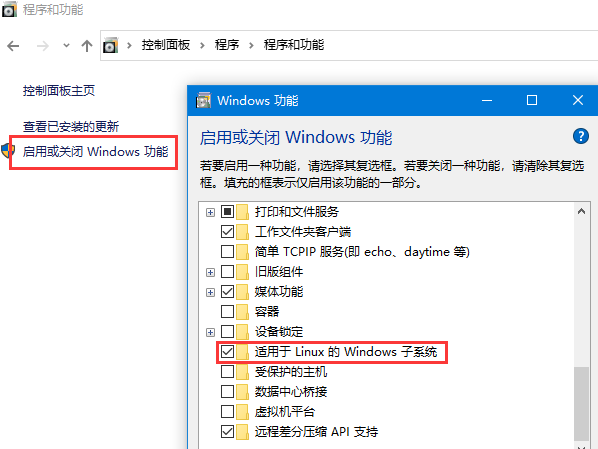 程序和功能
控制面板 > 程序 > 程序和功能
控制面板主页
查看已安装的更新
启用或关闭 Windows 功能
Windows 功能
启用或关闭 Windows 功能
?
若要启用一种功能，请选择其复选框。若要关闭一种功能，请清除其复选
框。填充的框表示仅启用该功能的一部分。
打印和文件服务
工作文件夹客户端
简单 TCPIP 服务(即 echo、daytime 等)
旧版组件
媒体功能
容器
设备锁定
适用于 Linux 的 Windows 子系统
受保护的主机
数据中心桥接
虚拟机平台
远程差分压缩 API 支持